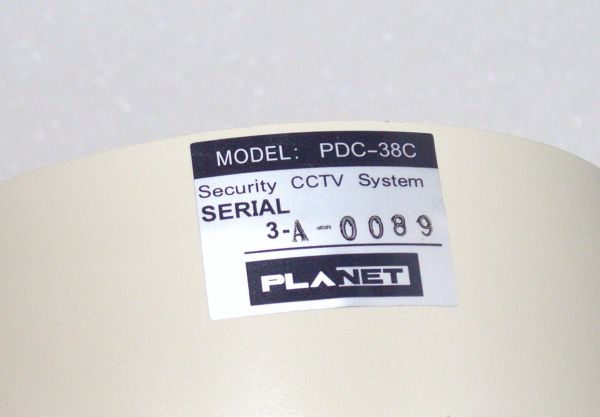 MODEL: PDC-38C
Security CCTV System
SERIAL
3-A-0089
PLANET